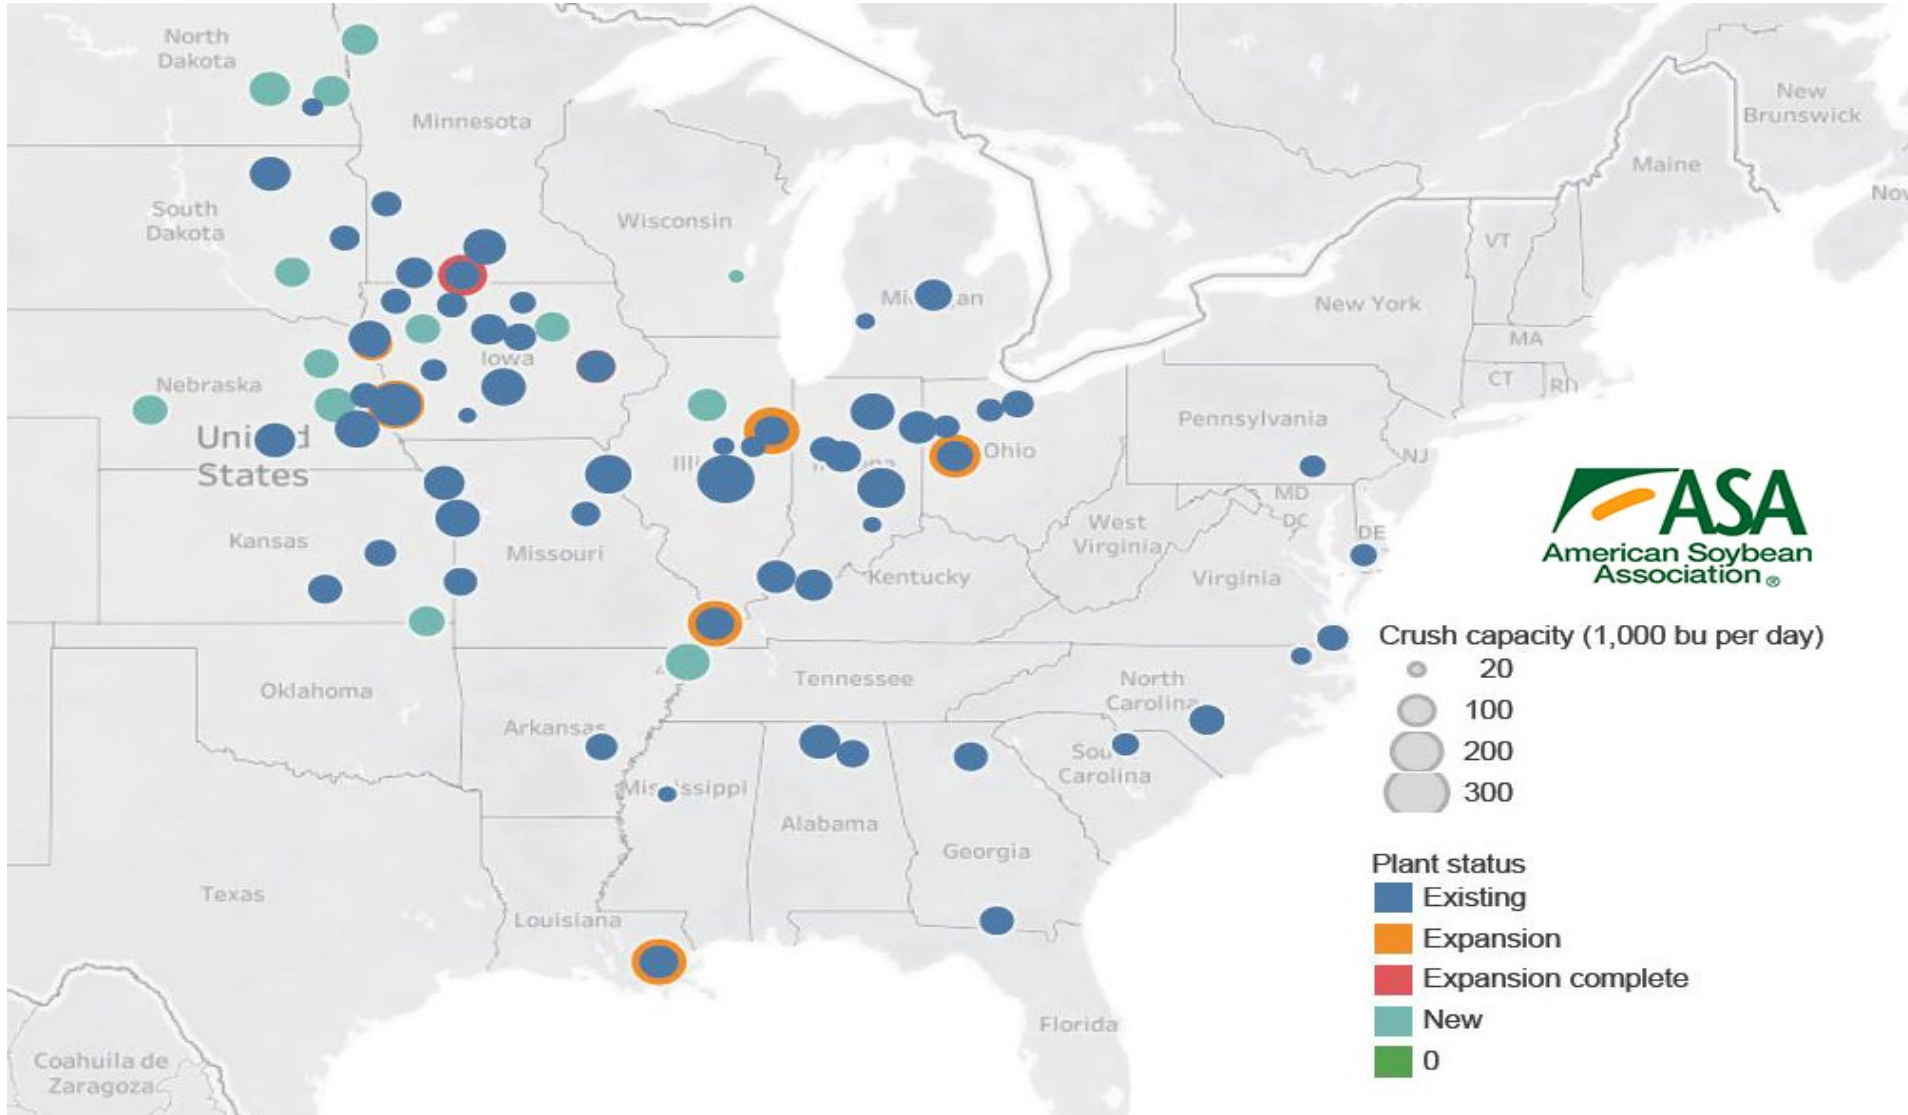 North
Dakota
Minnesota
New
Brunswick
Maine
South
Dakota
Wisconsin
VT
New York
MA
CT
Iowa
Nebraska
Pennsylvania
United
States
Ohio
NJ
MD
DC
DE
West
Virginia
Kansas
Missouri
Kentucky
Virginia
Oklahoma
Tennessee
North
Carolina
Arkansas
South
Carolina
Mississippi
Alabama
Georgia
Texas
Louisiana
Florida
Coahuila de
Zaragoza
ASA
American Soybean
Association ®
Crush capacity (1,000 bu per day)
20
100
200
300
Plant status
Existing
Expansion
Expansion complete
New
0